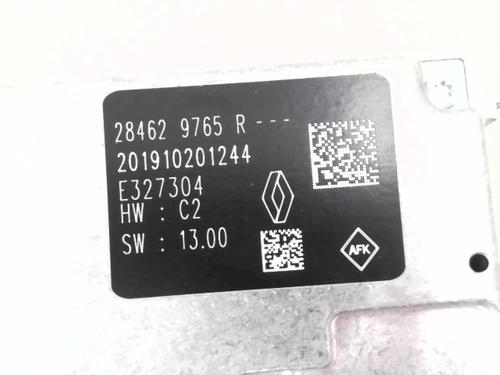 28462 9765 R ---
201910201244
E327304
HW : C2
SW : 13.00
AFK